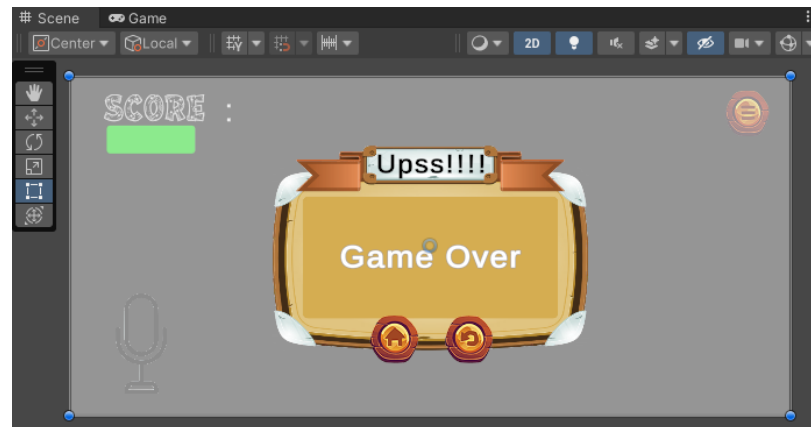 Scene Game
Center Local 2D
SCORE :
Upss!!!!
Game Over